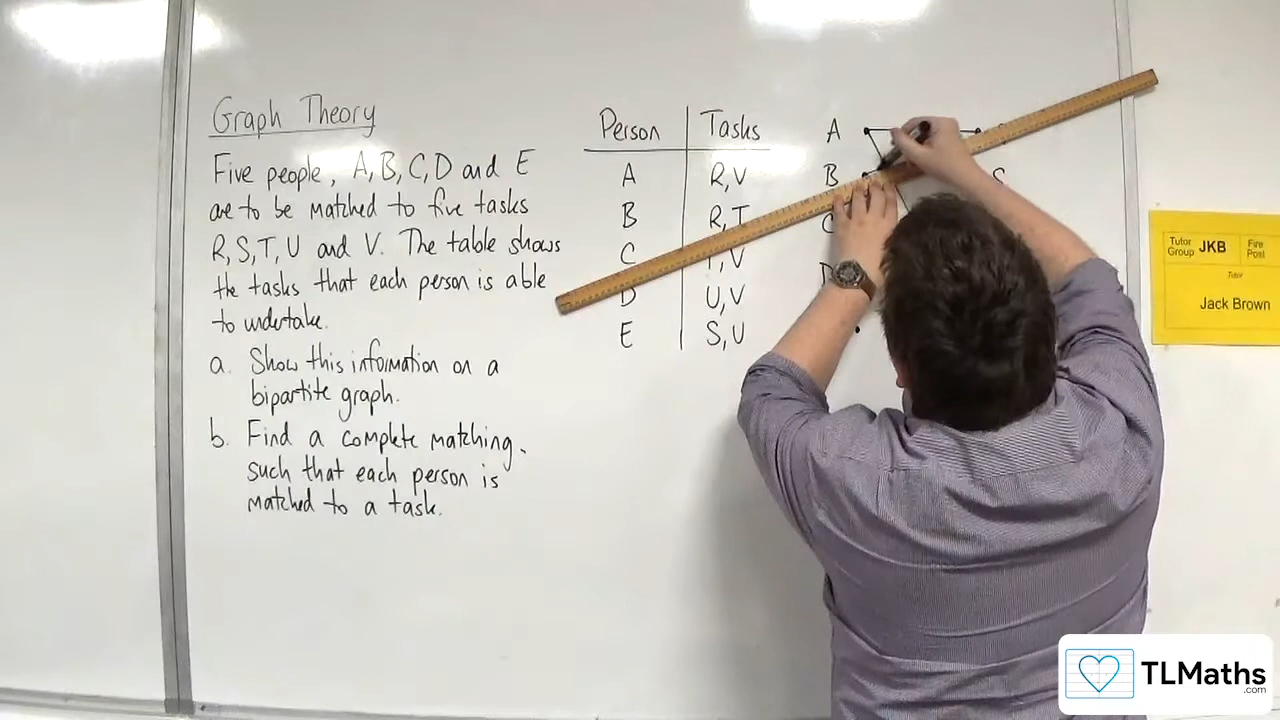 Graph Theory
Five people, A, B, C, D and E
are to be matched to five tasks
R, S, T, U and V. The table shows
the tasks that each person is able
to undertake.
a. Show this information on a
bipartite graph.
b. Find a complete matching.
such that each person is
matched to a task.
Person Tasks
A R, V
B R, T
C , V
D U, V
E S, U
A
B S
C
D
Tutor Group JKB Fire Post
Tutor
Jack Brown
TLMaths
.com